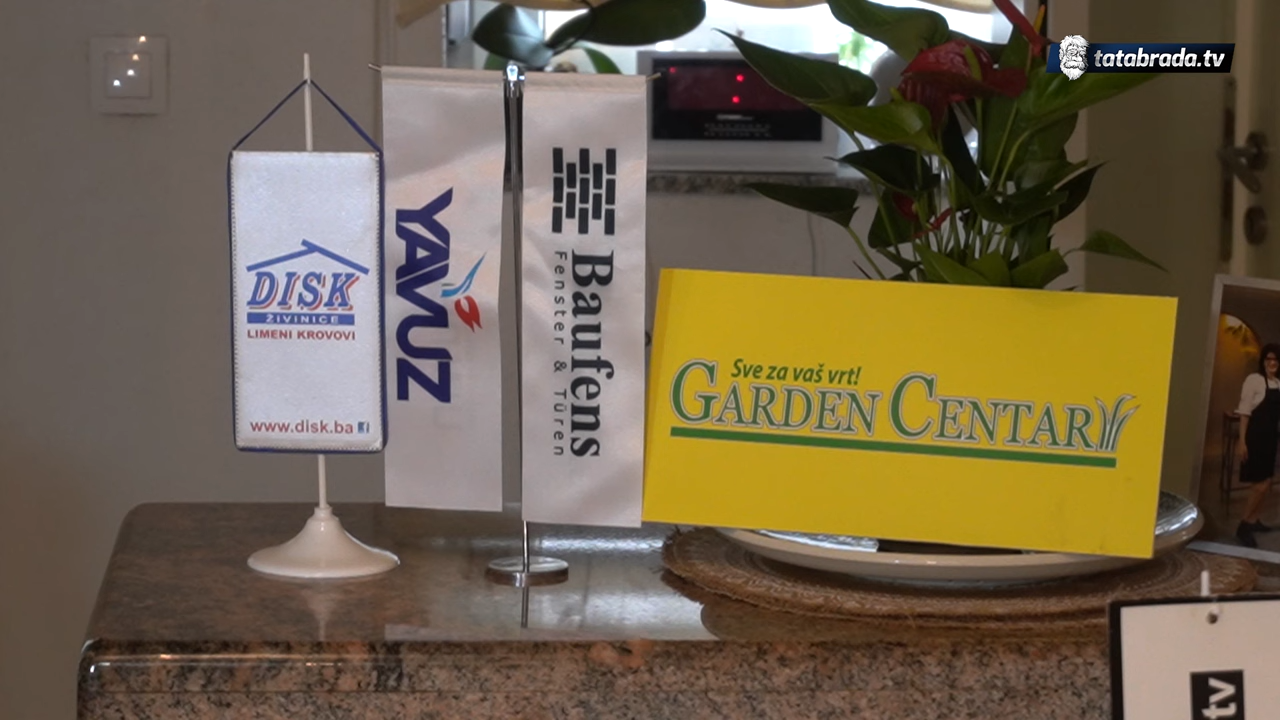 tatabrada.tv
DISK
ŽIVINICE
LIMENI KROVOVI
www.disk.ba
YAVUZ
Baufens
Fenster & Türen
Sve za vaš vrt!
GARDEN CENTAR
tv